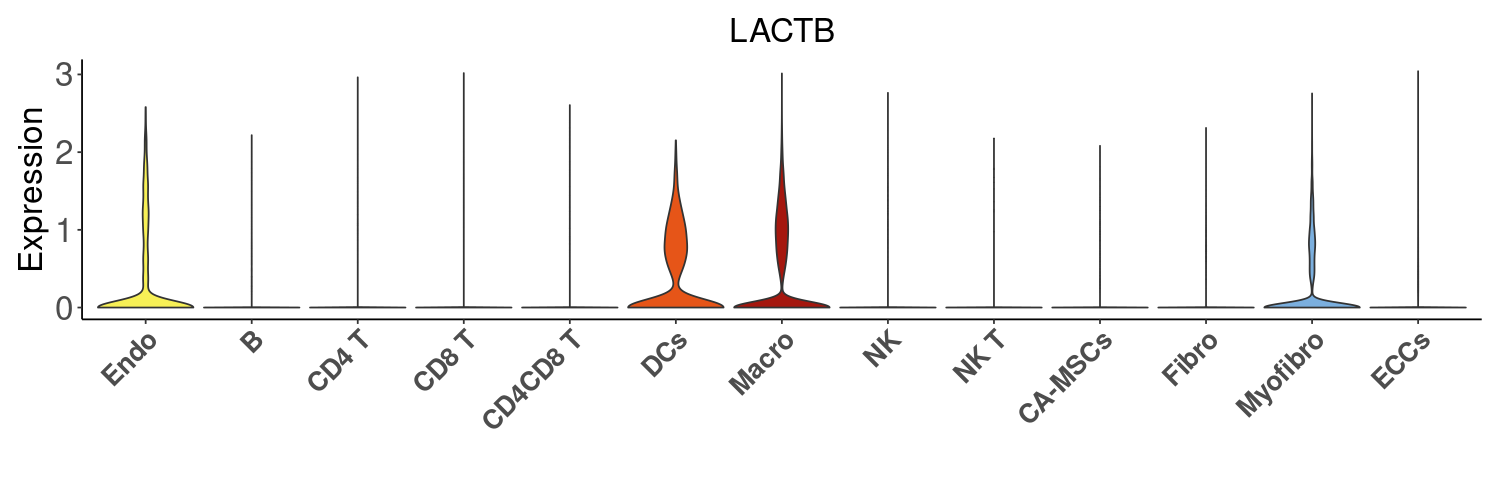 LACTB
Expression
3
2
1
0
Endo
B
CD4 T
CD8 T
CD4CD8 T
DCs
Macro
NK
NK T
CA-MSCs
Fibro
Myofibro
ECCs